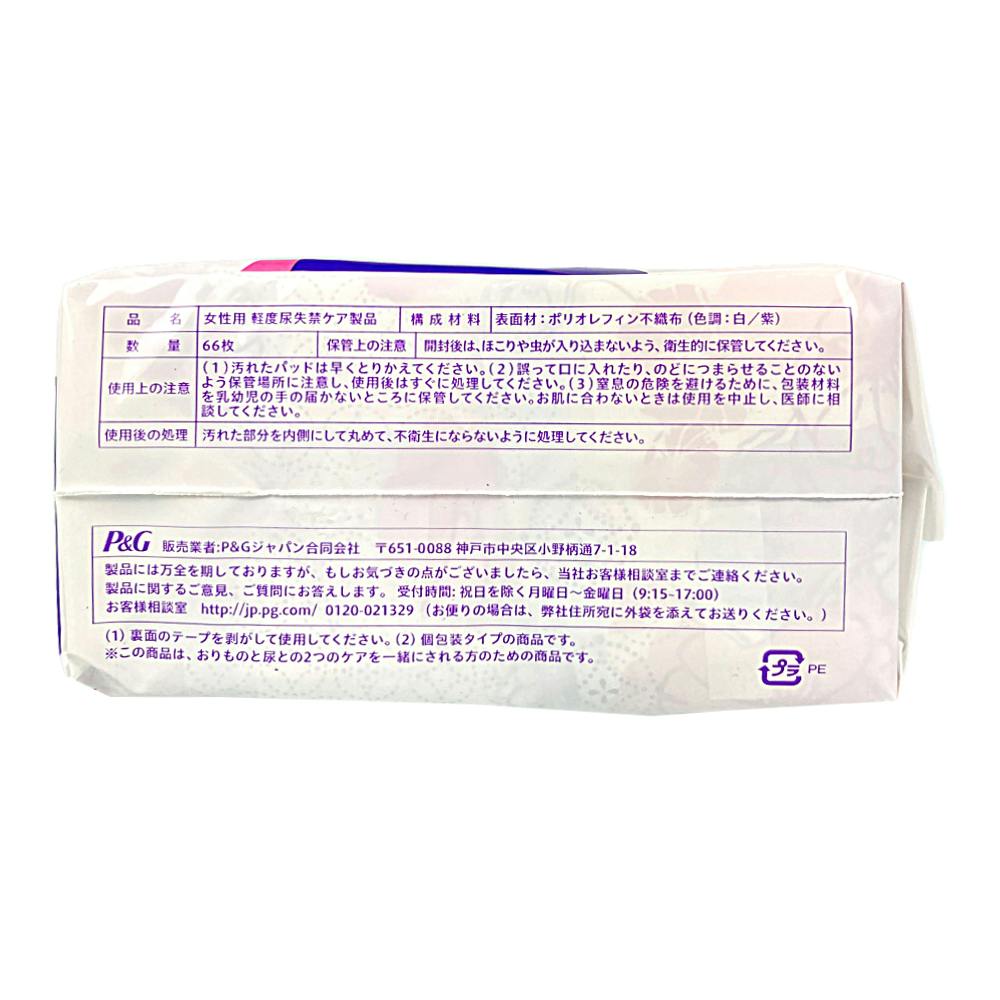 品 名 女性用 軽度尿失禁ケア製品 構成材料 表面材：ポリオレフィン不織布（色調：白／紫）
数 量 66枚 保管上の注意 開封後は、ほこりや虫が入り込まないよう、衛生的に保管してください。
使用上の注意 （1）汚れたパッドは早くとりかえてください。（2）誤って口に入れたり、のどにつまらせることのない
よう保管場所に注意し、使用後はすぐに処理してください。（3）窒息の危険を避けるために、包装材料
を乳幼児の手の届かないところに保管してください。お肌に合わないときは使用を中止し、医師に相
談してください。
使用後の処理 汚れた部分を内側にして丸めて、不衛生にならないように処理してください。
P&G 販売業者:P&Gジャパン合同会社 〒651-0088 神戸市中央区小野柄通7-1-18
製品には万全を期しておりますが、もしお気づきの点がございましたら、当社お客様相談室までご連絡ください。
製品に関するご意見、ご質問にお答えします。 受付時間: 祝日を除く月曜日〜金曜日（9:15-17:00）
お客様相談室 http://jp.pg.com/ 0120-021329 （お便りの場合は、弊社住所宛に外袋を添えてお送りください。）
（1）裏面のテープを剥がして使用してください。（2）個包装タイプの商品です。
※この商品は、おりものと尿との2つのケアを一緒にされる方のための商品です。
プラ PE